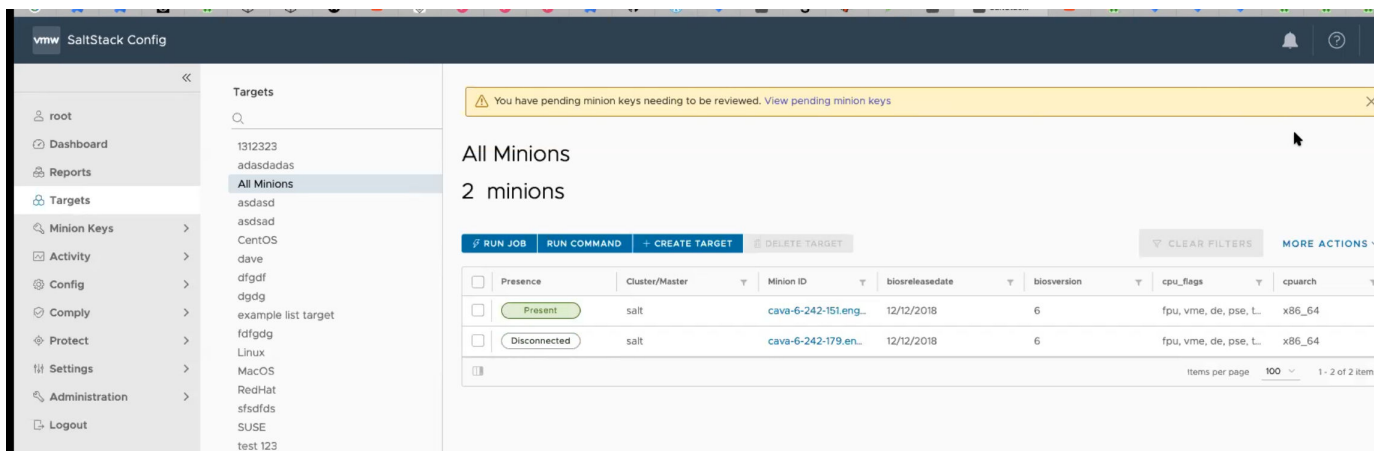 vmw SaltStack Config
root
Dashboard
Reports
Targets
Minion Keys
Activity
Config
Comply
Protect
Settings
Administration
Logout
Targets
1312323
adasdadas
All Minions
asdasd
asdsad
CentOS
dave
dfgdf
dgdg
example list target
fdfgdg
Linux
MacOS
RedHat
sfsdfds
SUSE
test 123
You have pending minion keys needing to be reviewed. View pending minion keys
All Minions
2 minions
RUN JOB RUN COMMAND + CREATE TARGET DELETE TARGET CLEAR FILTERS MORE ACTIONS
Presence Cluster/Master Minion ID biosreleasedate biosversion cpu_flags cpuarch
Present salt cava-6-242-151.eng... 12/12/2018 6 fpu, vme, de, pse, t... x86_64
Disconnected salt cava-6-242-179.en... 12/12/2018 6 fpu, vme, de, pse, t... x86_64
Items per page 100 1 - 2 of 2 item